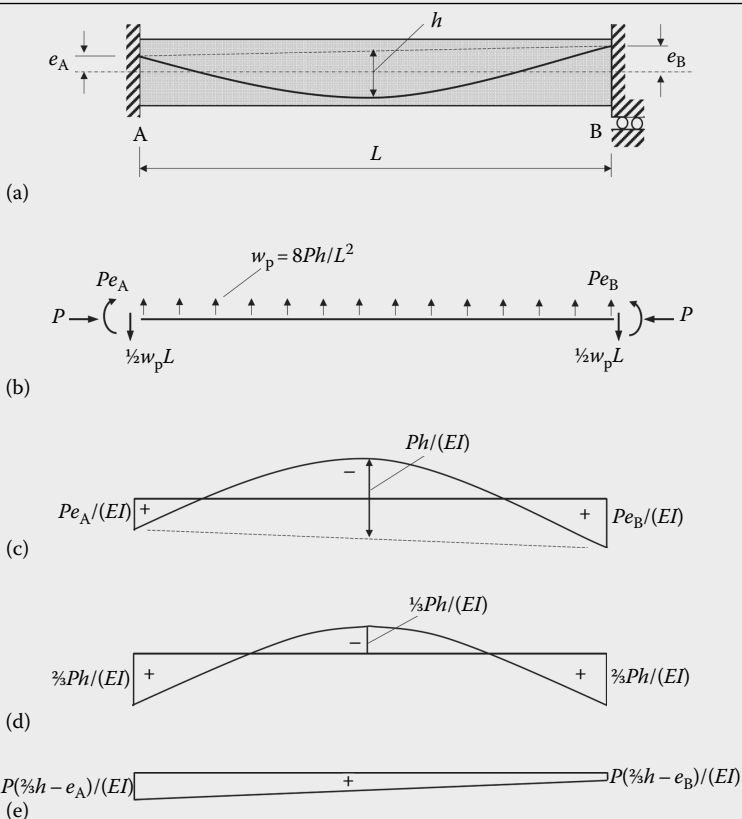 h
e_A
e_B
A
B
L
(a)
w_p = 8Ph/L²
Pe_A
Pe_B
P
P
½w_pL
½w_pL
(b)
Ph/(EI)
−
Pe_A/(EI)
+
+
Pe_B/(EI)
(c)
⅓Ph/(EI)
−
⅔Ph/(EI)
+
+
⅔Ph/(EI)
(d)
P(⅔h – e_A)/(EI)
+
P(⅔h – e_B)/(EI)
(e)